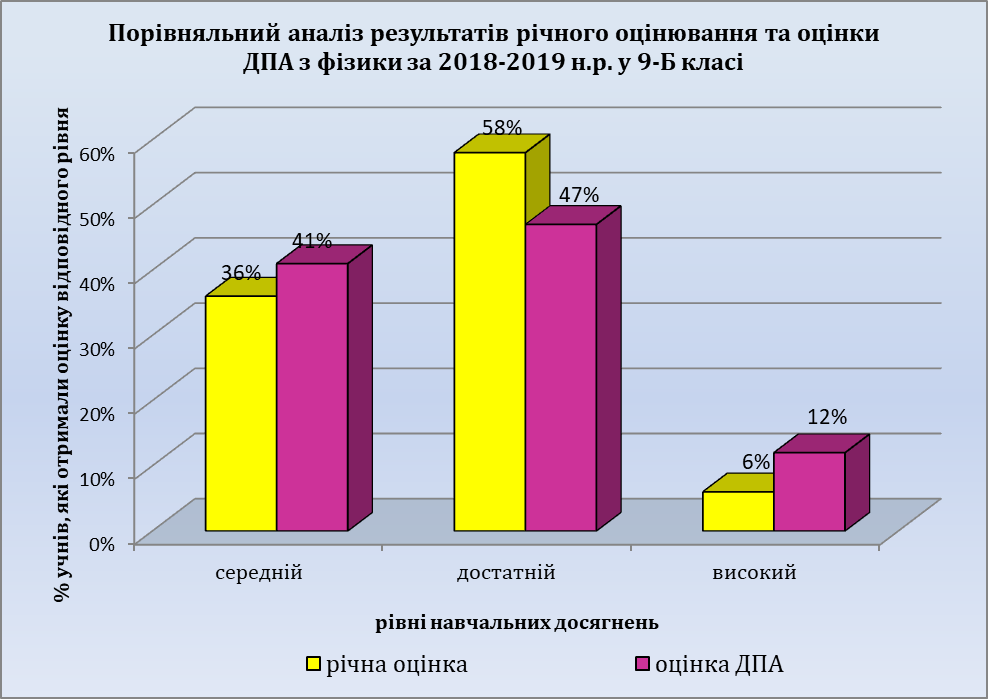 Порівняльний аналіз результатів річного оцінювання та оцінки
ДПА з фізики за 2018-2019 н.р. у 9-Б класі
% учнів, які отримали оцінку відповідного рівня
60%
50%
40%
30%
20%
10%
0%
36%
41%
58%
47%
6%
12%
середній
достатній
високий
рівні навчальних досягнень
річна оцінка
оцінка ДПА